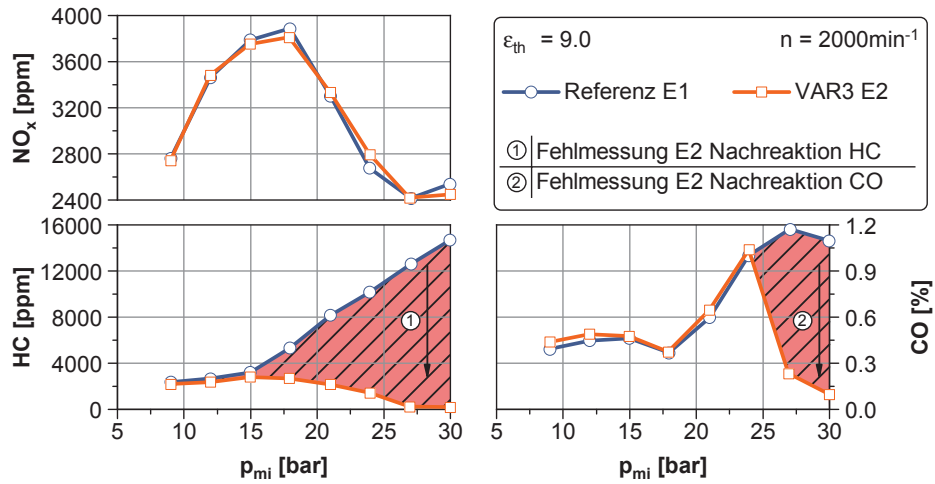 4000
3600
3200
2800
2400
NOx [ppm]
εth = 9.0 n = 2000min-1
Referenz E1 VAR3 E2
1 Fehlmessung E2 Nachreaktion HC
2 Fehlmessung E2 Nachreaktion CO
16000
12000
8000
4000
0
HC [ppm]
1
5 10 15 20 25 30
pmi [bar]
1.2
0.9
0.6
0.3
0.0
CO [%]
2
5 10 15 20 25 30
pmi [bar]